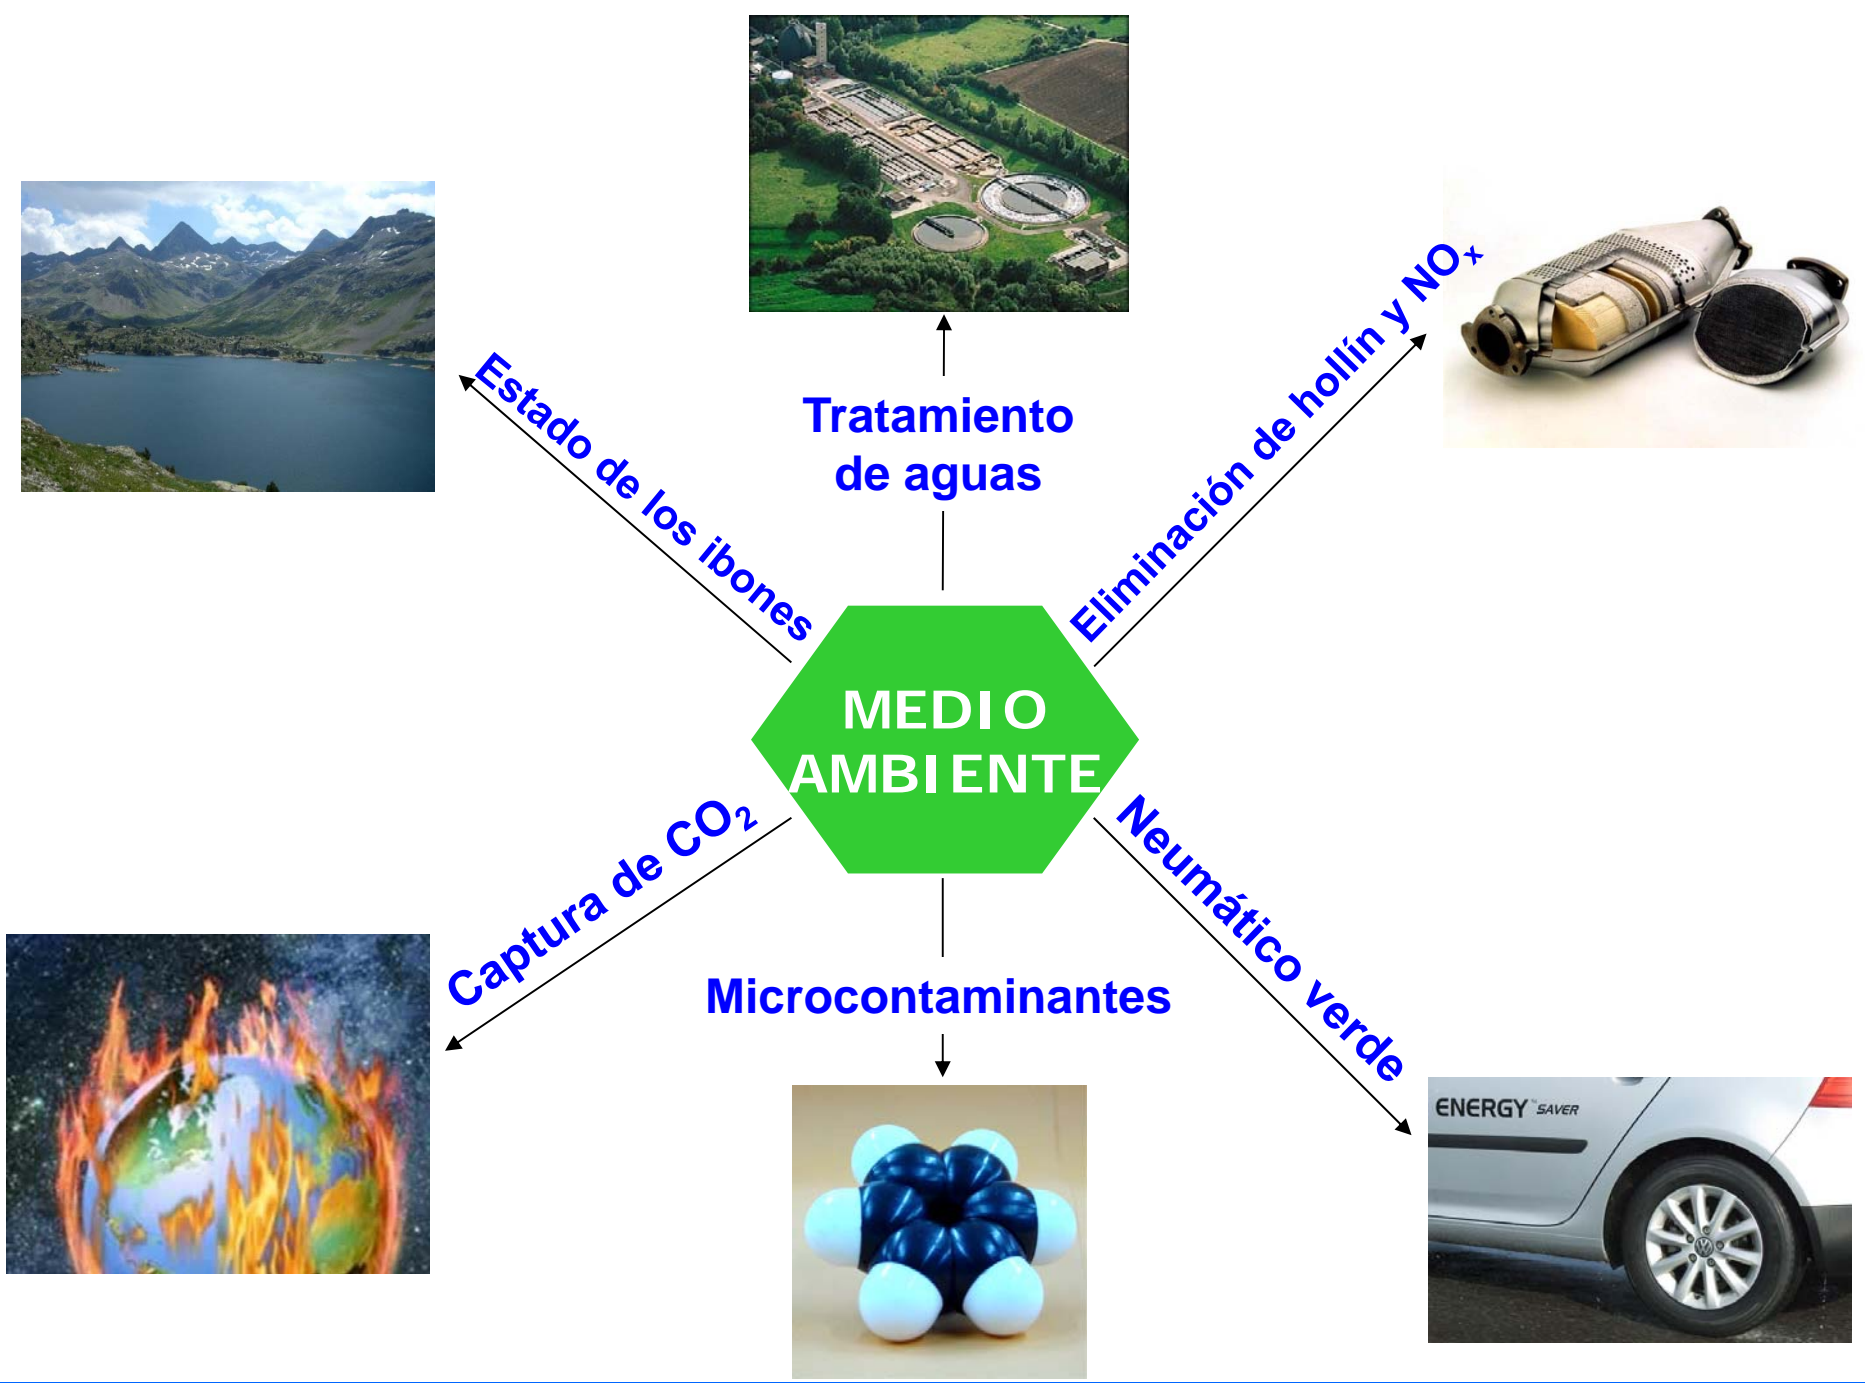 Tratamiento
de aguas
Eliminación de hollín y NOₓ
Estado de los ibones
MEDIO
AMBIENTE
Captura de CO₂
Neumático verde
Microcontaminantes
ENERGY™ SAVER